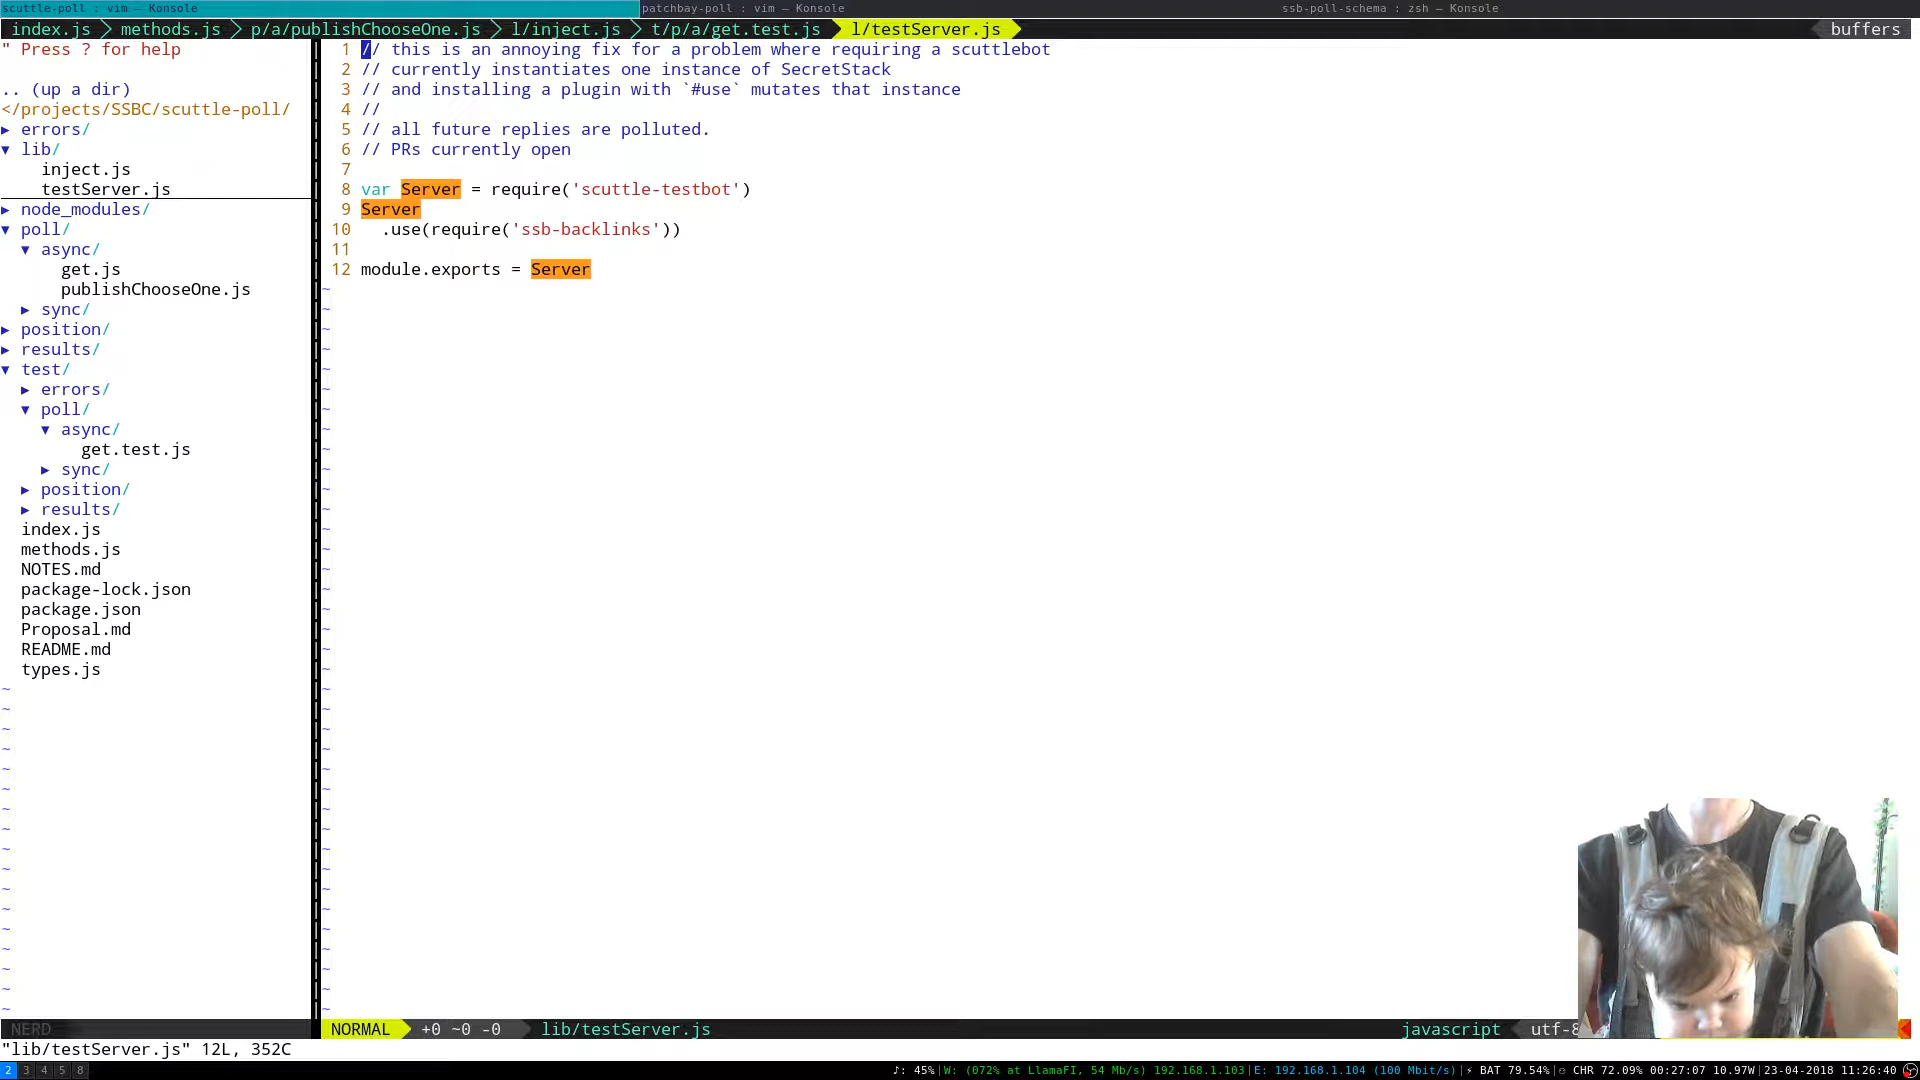 scuttle-poll : vim — Konsole
patchbay-poll : vim — Konsole
ssb-poll-schema : zsh — Konsole
index.js methods.js p/a/publishChooseOne.js l/inject.js t/p/a/get.test.js l/testServer.js buffers
" Press ? for help
.. (up a dir)
</projects/SSBC/scuttle-poll/
▸ errors/
▾ lib/
inject.js
testServer.js
▸ node_modules/
▾ poll/
▾ async/
get.js
publishChooseOne.js
▸ sync/
▸ position/
▸ results/
▾ test/
▸ errors/
▾ poll/
▾ async/
get.test.js
▸ sync/
▸ position/
▸ results/
index.js
methods.js
NOTES.md
package-lock.json
package.json
Proposal.md
README.md
types.js
1 // this is an annoying fix for a problem where requiring a scuttlebot
2 // currently instantiates one instance of SecretStack
3 // and installing a plugin with `#use` mutates that instance
4 //
5 // all future replies are polluted.
6 // PRs currently open
7
8 var Server = require('scuttle-testbot')
9 Server
10 .use(require('ssb-backlinks'))
11
12 module.exports = Server
NERD
NORMAL +0 ~0 -0 lib/testServer.js javascript utf-8
"lib/testServer.js" 12L, 352C
2 3 4 5 8
♪: 45%|W: (072% at LlamaFI, 54 Mb/s) 192.168.1.103|E: 192.168.1.104 (100 Mbit/s)|⚡ BAT 79.54%|☺ CHR 72.09% 00:27:07 10.97W|23-04-2018 11:26:40